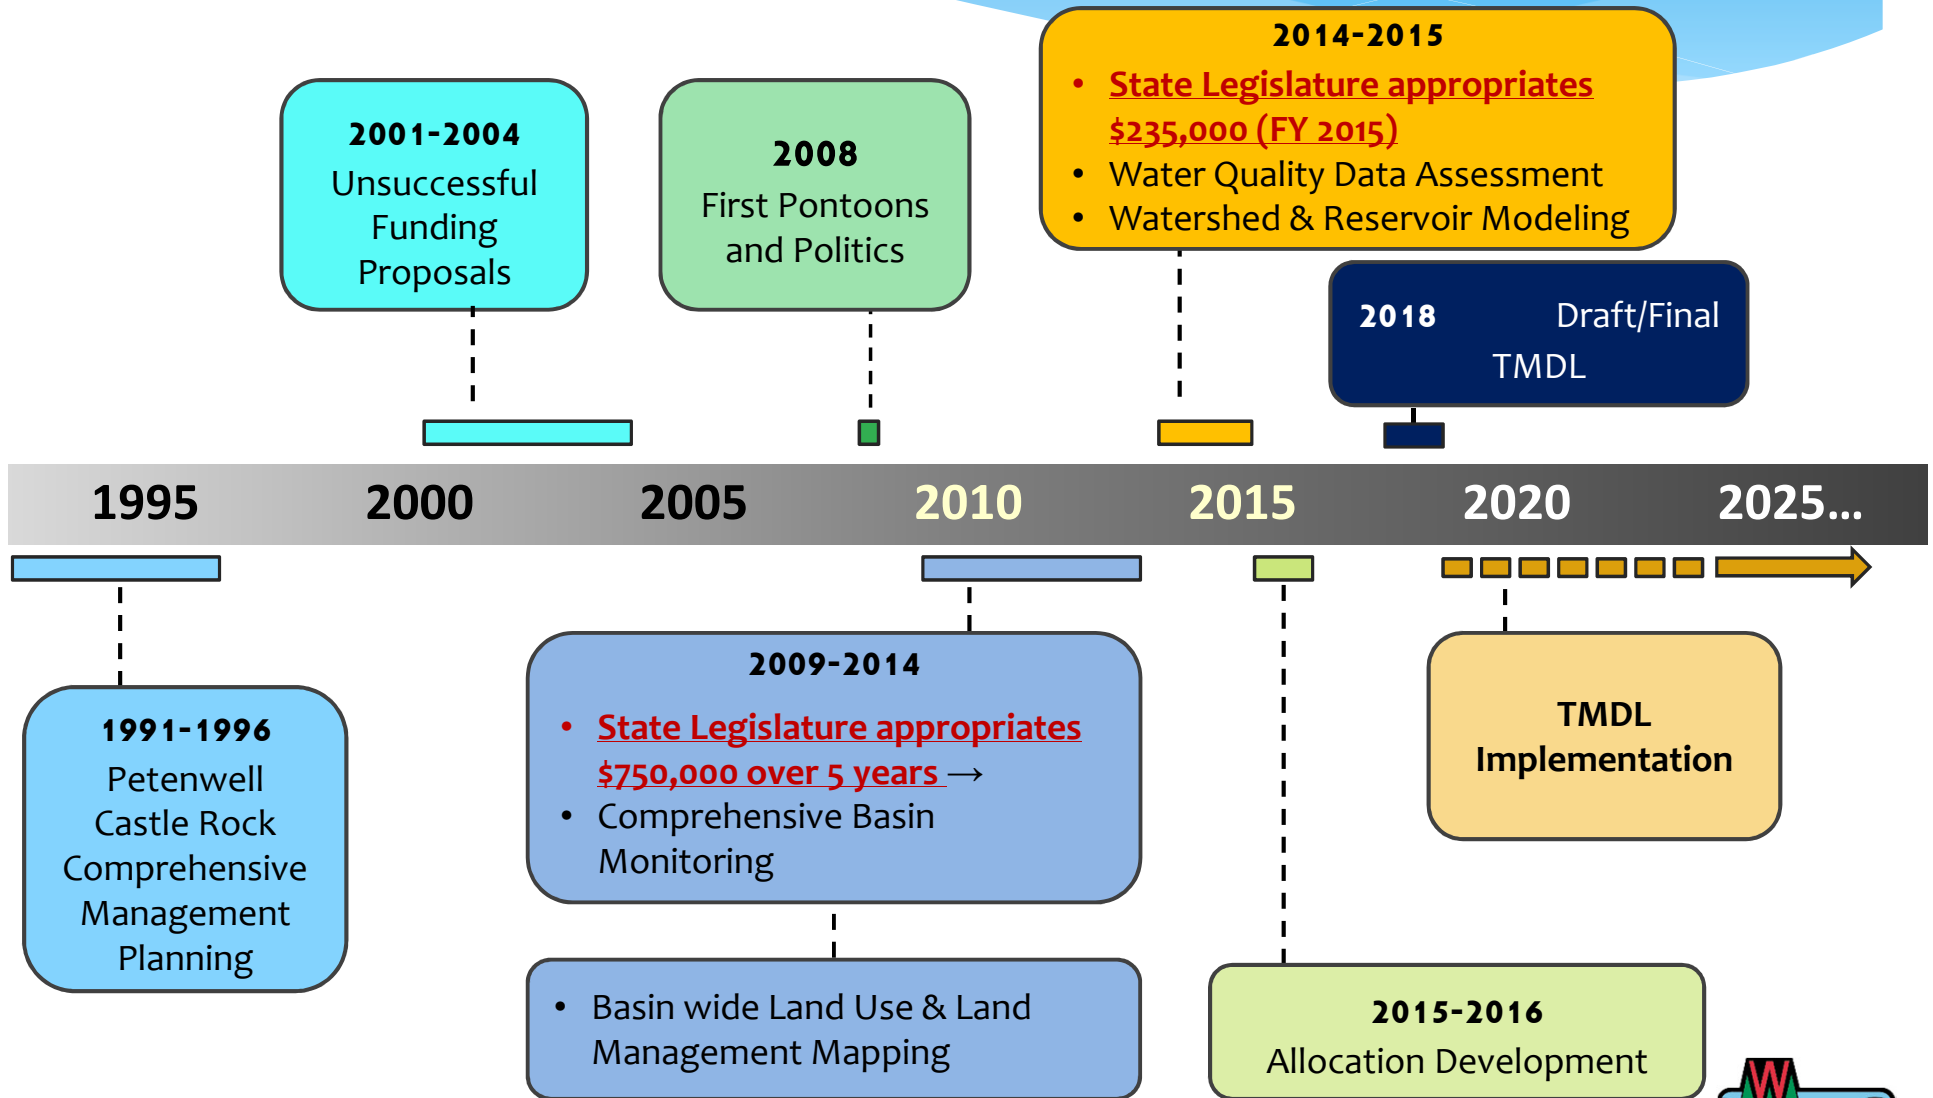 2014-2015
• State Legislature appropriates
$235,000 (FY 2015)
• Water Quality Data Assessment
• Watershed & Reservoir Modeling
2001-2004
Unsuccessful
Funding
Proposals
2008
First Pontoons
and Politics
2018 Draft/Final
TMDL
1995 2000 2005 2010 2015 2020 2025...
1991-1996
Petenwell
Castle Rock
Comprehensive
Management
Planning
2009-2014
• State Legislature appropriates
$750,000 over 5 years →
• Comprehensive Basin
Monitoring
• Basin wide Land Use & Land
Management Mapping
TMDL
Implementation
2015-2016
Allocation Development
W